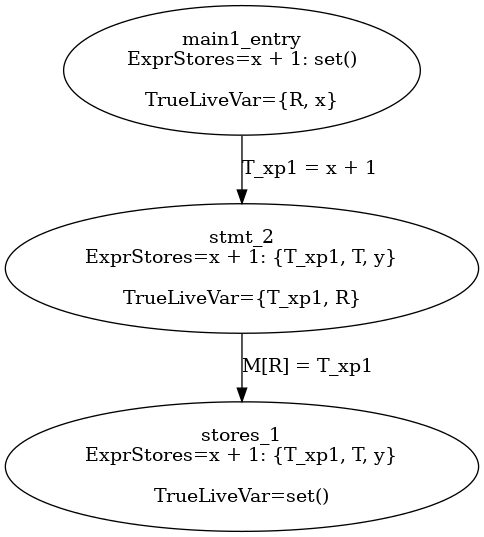 main1_entry
ExprStores=x + 1: set()
TrueLiveVar={R, x}
T_xp1 = x + 1
stmt_2
ExprStores=x + 1: {T_xp1, T, y}
TrueLiveVar={T_xp1, R}
M[R] = T_xp1
stores_1
ExprStores=x + 1: {T_xp1, T, y}
TrueLiveVar=set()